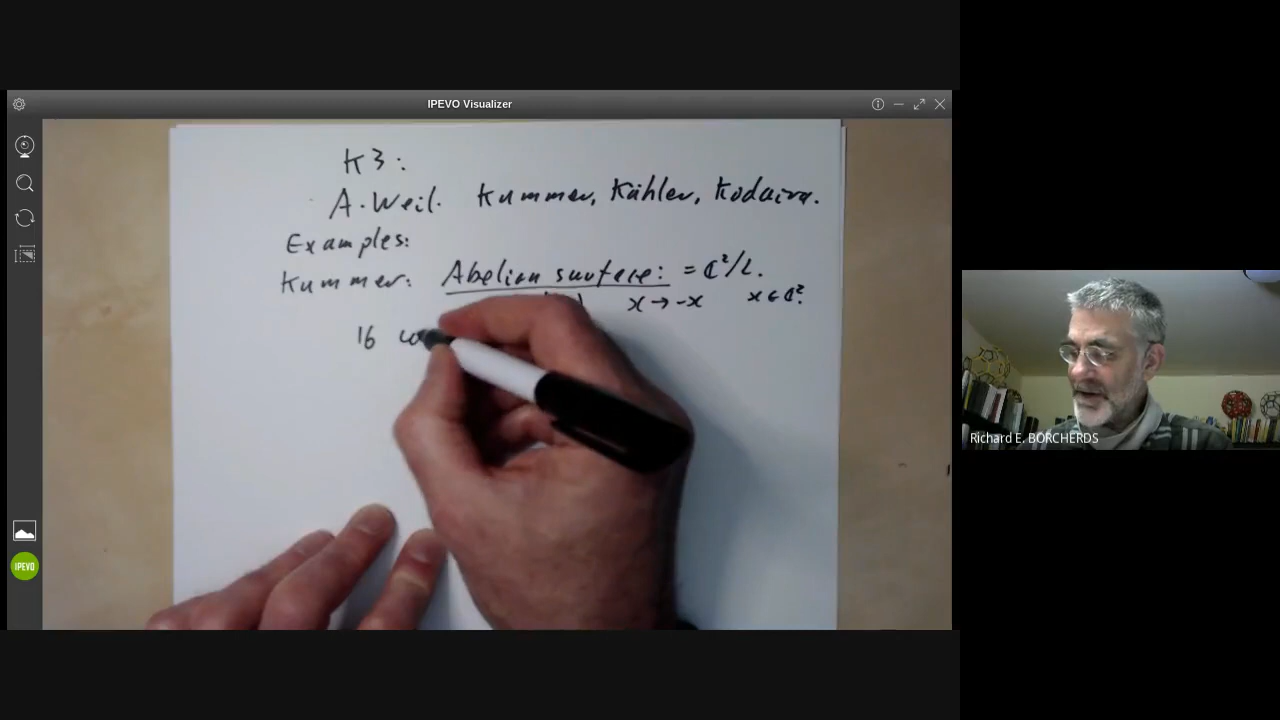 IPEVO Visualizer
K3:
A. Weil. Kummer, Kähler, Kodaira.
Examples:
Kummer: Abelian surface: = ℂ²/L.
x → -x x ∈ ℂ².
16
Richard E. BORCHERDS
IPEVO